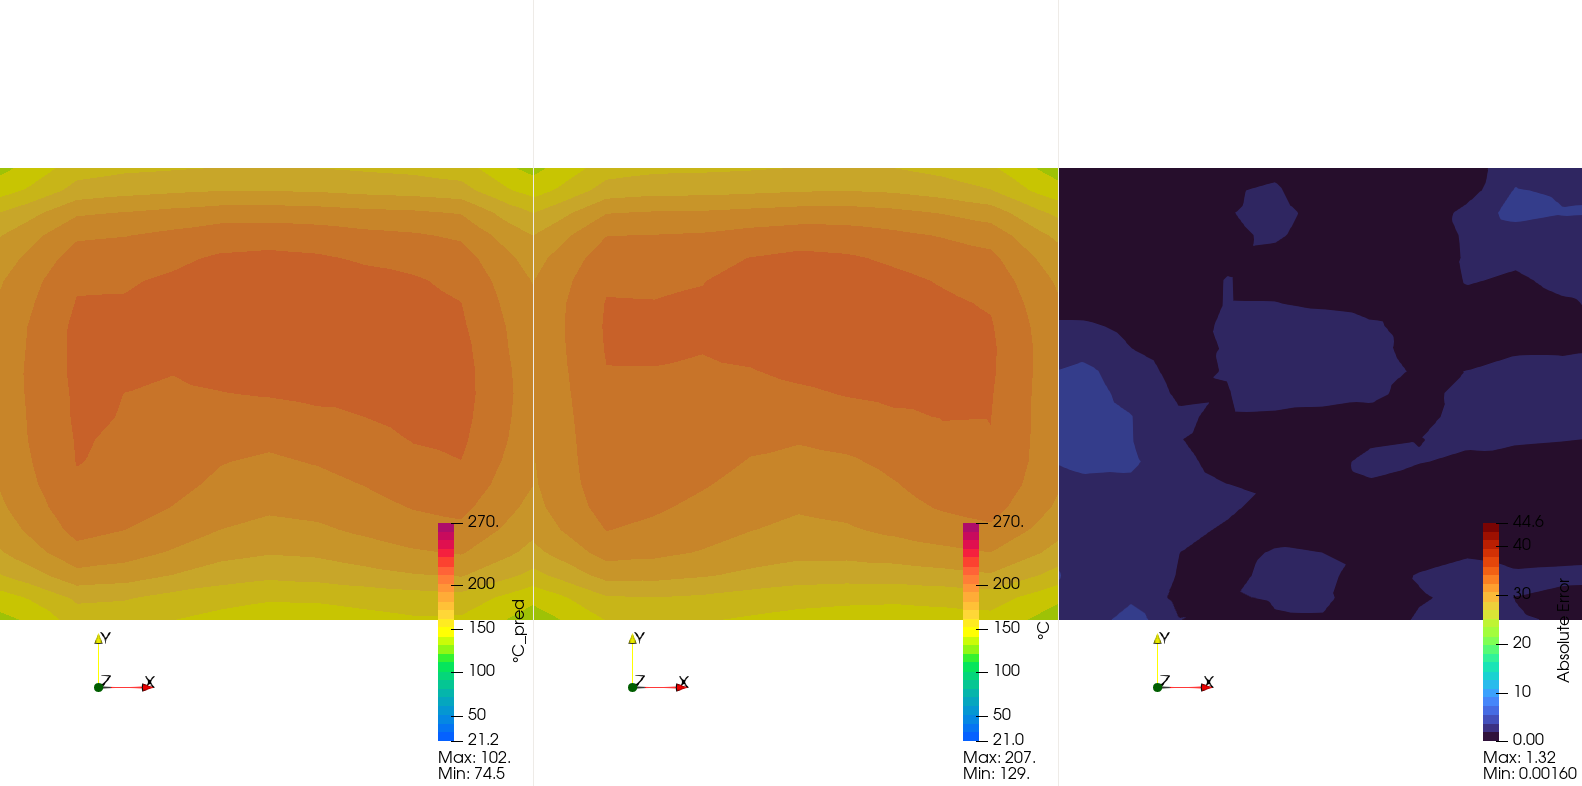 270.
200
150
100
50
21.2
°C_pred
Max: 102.
Min: 74.5
Y
Z
X
270.
200
150
100
50
21.0
°C
Max: 207.
Min: 129.
Y
Z
X
44.6
40
30
20
10
0.00
Absolute Error
Max: 1.32
Min: 0.00160
Y
Z
X